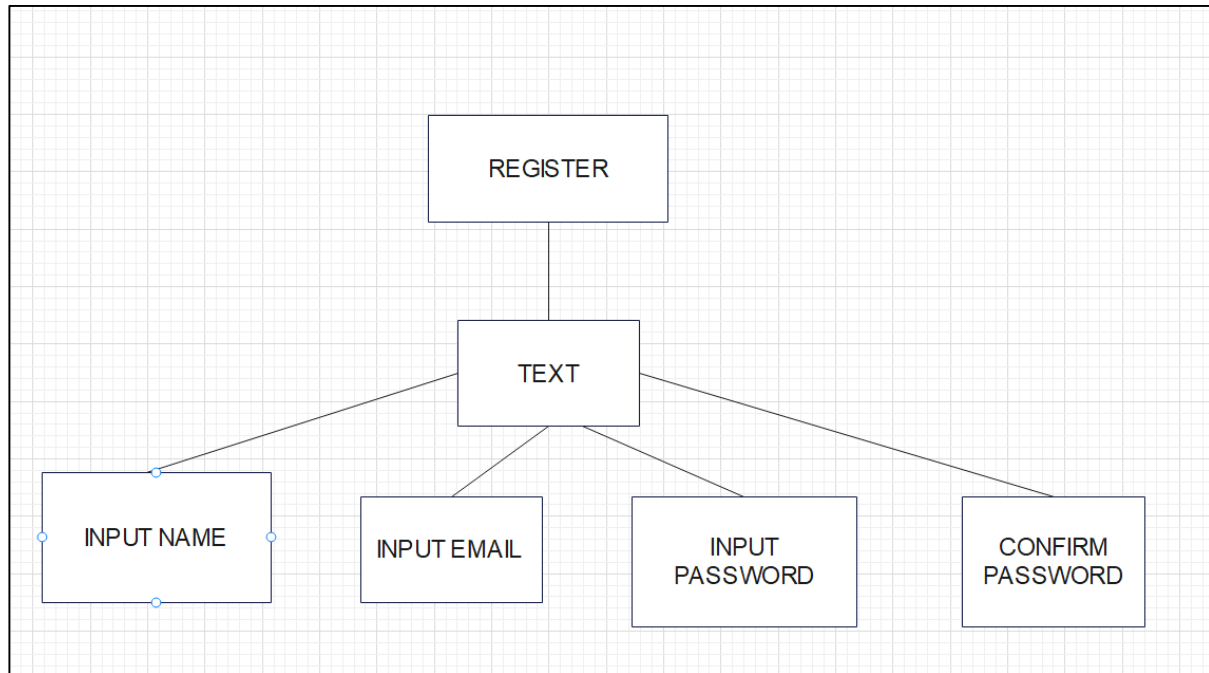 REGISTER
TEXT
INPUT NAME
INPUT EMAIL
INPUT
PASSWORD
CONFIRM
PASSWORD